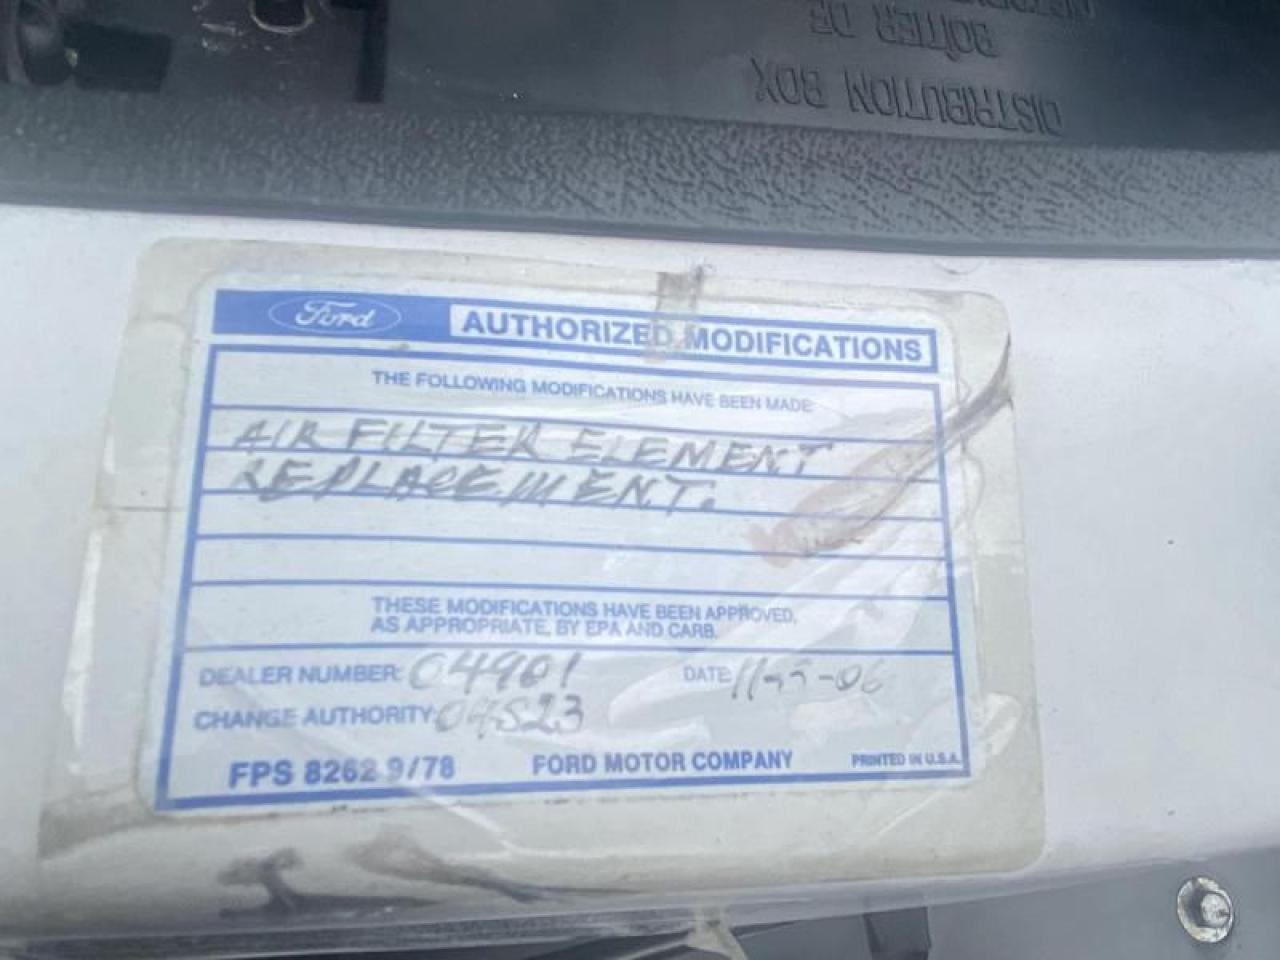 DISTRIBUTION BOX
BOÎTIER DE
Ford AUTHORIZED MODIFICATIONS
THE FOLLOWING MODIFICATIONS HAVE BEEN MADE:
AIR FILTER ELEMENT
REPLACEMENT.
THESE MODIFICATIONS HAVE BEEN APPROVED,
AS APPROPRIATE, BY EPA AND CARB.
DEALER NUMBER: 04901 DATE
CHANGE AUTHORITY: 04S23
FPS 8262 9/78 FORD MOTOR COMPANY PRINTED IN U.S.A.